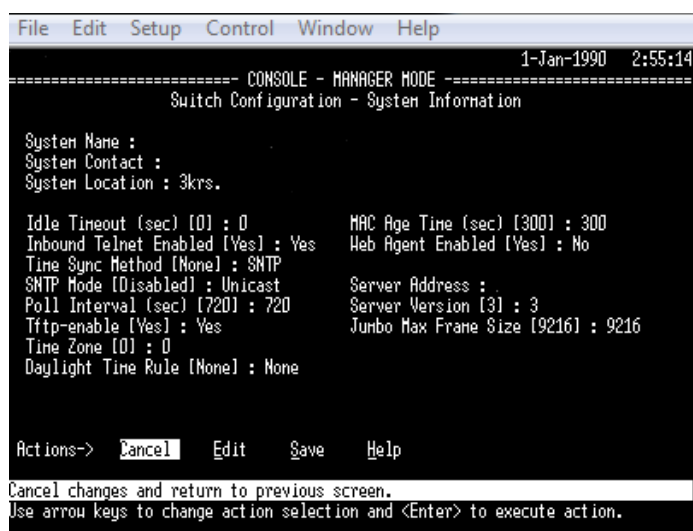 File Edit Setup Control Window Help
1-Jan-1990 2:55:14
==========================- CONSOLE - MANAGER MODE -============================
Switch Configuration - System Information
System Name :
System Contact :
System Location : 3krs.
Idle Timeout (sec) [0] : 0 MAC Age Time (sec) [300] : 300
Inbound Telnet Enabled [Yes] : Yes Web Agent Enabled [Yes] : No
Time Sync Method [None] : SNTP
SNTP Mode [Disabled] : Unicast Server Address :
Poll Interval (sec) [720] : 720 Server Version [3] : 3
Tftp-enable [Yes] : Yes Jumbo Max Frame Size [9216] : 9216
Time Zone [0] : 0
Daylight Time Rule [None] : None
Actions-> Cancel Edit Save Help
Cancel changes and return to previous screen.
Use arrow keys to change action selection and <Enter> to execute action.